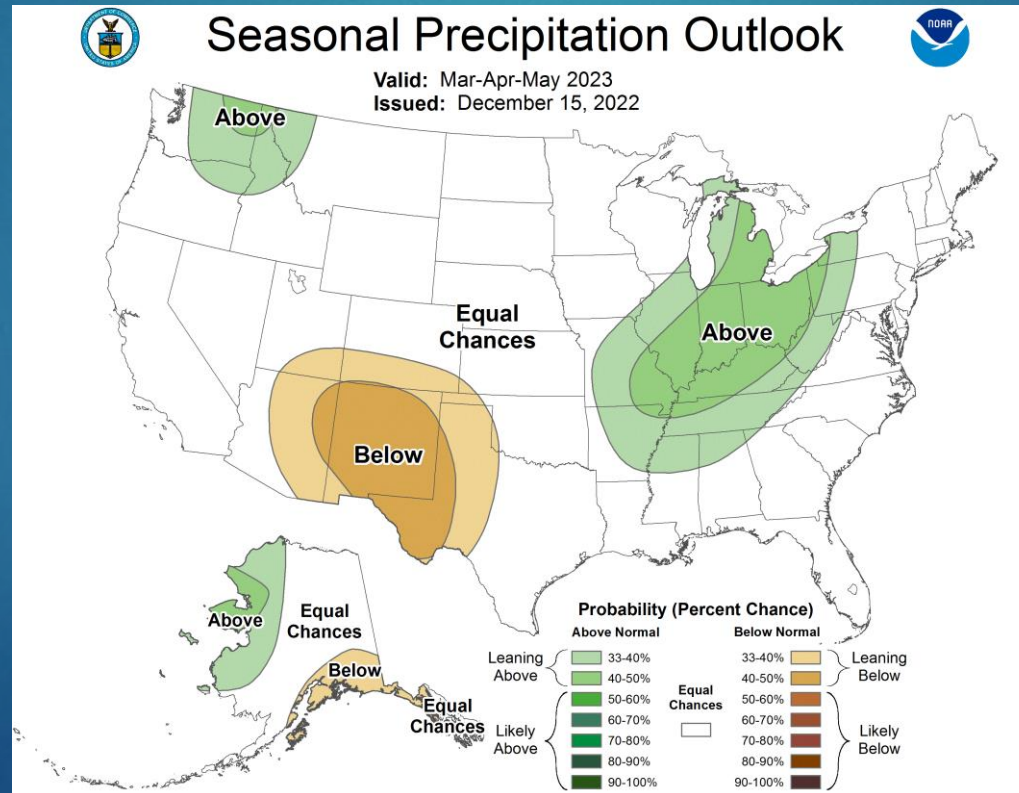 Seasonal Precipitation Outlook
NOAA
Valid: Mar-Apr-May 2023
Issued: December 15, 2022
Above
Equal
Chances
Above
Below
Above
Equal
Chances
Below
Equal
Chances
Probability (Percent Chance)
Above Normal
Below Normal
Leaning
Above
33-40%
40-50%
Likely
Above
50-60%
60-70%
70-80%
80-90%
90-100%
Equal
Chances
33-40%
40-50%
Leaning
Below
50-60%
60-70%
70-80%
80-90%
90-100%
Likely
Below